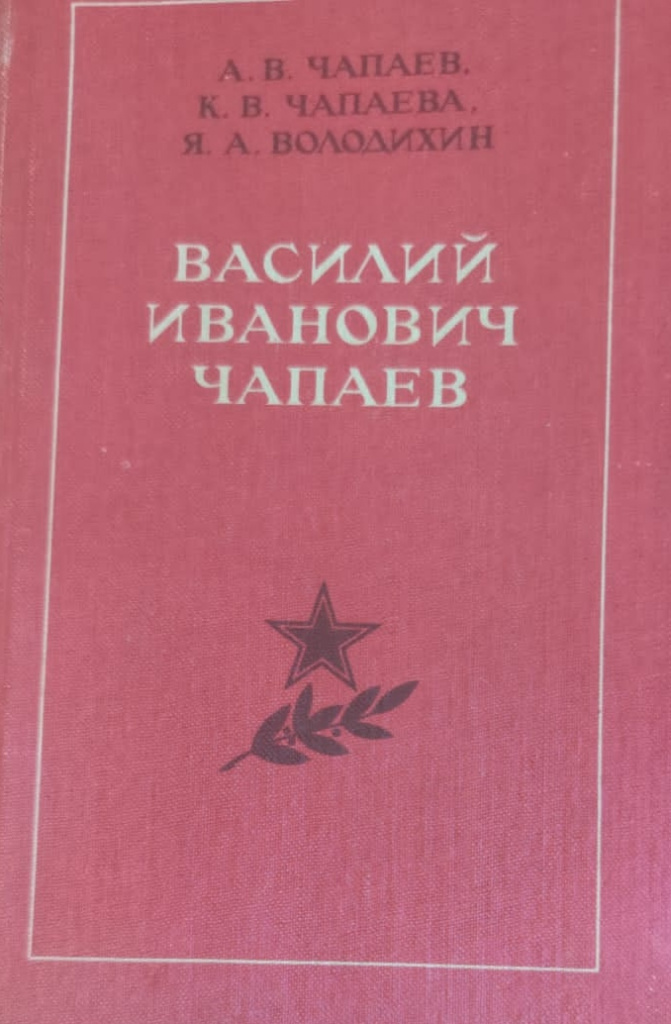 А. В. ЧАПАЕВ,
К. В. ЧАПАЕВА,
Я. А. ВОЛОДИХИН
ВАСИЛИЙ
ИВАНОВИЧ
ЧАПАЕВ